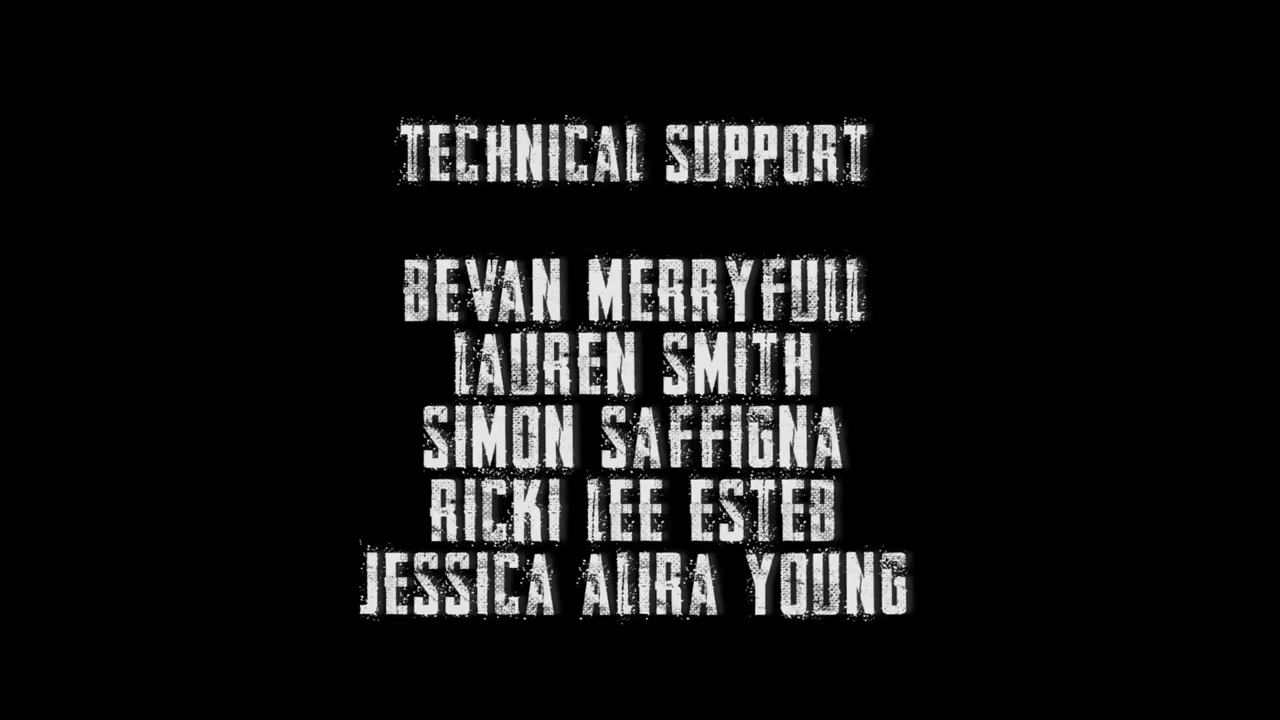 TECHNICAL SUPPORT
BEVAN MERRYFULL
LAUREN SMITH
SIMON SAFFIGNA
RICKI LEE ESTEB
JESSICA ALIRA YOUNG